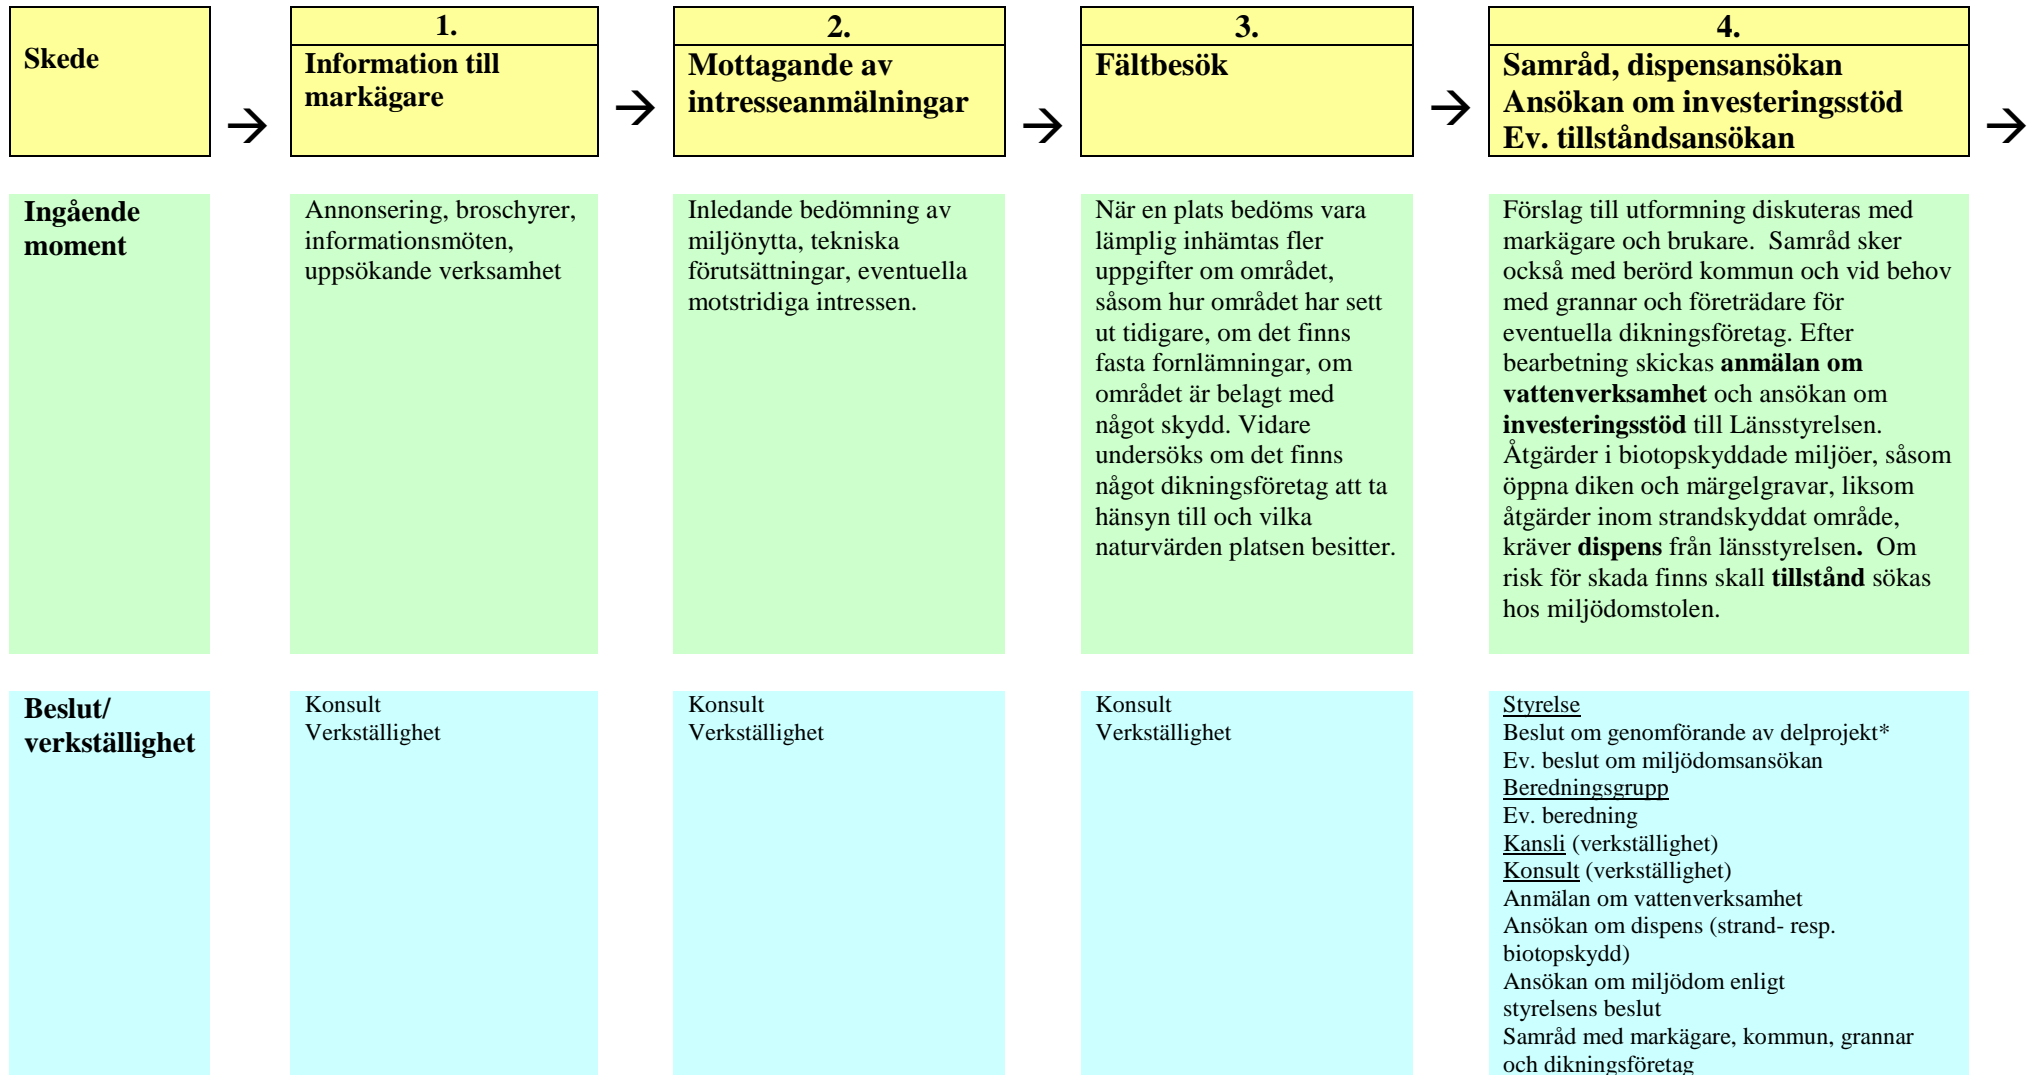 Skede
→
1.
Information till
markägare
→
2.
Mottagande av
intresseanmälningar
→
3.
Fältbesök
→
4.
Samråd, dispensansökan
Ansökan om investeringsstöd
Ev. tillståndsansökan
→
Ingående
moment
Annonsering, broschyrer,
informationsmöten,
uppsökande verksamhet
Inledande bedömning av
miljönytta, tekniska
förutsättningar, eventuella
motstridiga intressen.
När en plats bedöms vara
lämplig inhämtas fler
uppgifter om området,
såsom hur området har sett
ut tidigare, om det finns
fasta fornlämningar, om
området är belagt med
något skydd. Vidare
undersöks om det finns
något dikningsföretag att ta
hänsyn till och vilka
naturvärden platsen besitter.
Förslag till utformning diskuteras med
markägare och brukare.  Samråd sker
också med berörd kommun och vid behov
med grannar och företrädare för
eventuella dikningsföretag. Efter
bearbetning skickas anmälan om
vattenverksamhet och ansökan om
investeringsstöd till Länsstyrelsen.
Åtgärder i biotopskyddade miljöer, såsom
öppna diken och märgelgravar, liksom
åtgärder inom strandskyddat område,
kräver dispens från länsstyrelsen.  Om
risk för skada finns skall tillstånd sökas
hos miljödomstolen.
Beslut/
verkställighet
Konsult
Verkställighet
Konsult
Verkställighet
Konsult
Verkställighet
Styrelse
Beslut om genomförande av delprojekt*
Ev. beslut om miljödomsansökan
Beredningsgrupp
Ev. beredning
Kansli (verkställighet)
Konsult (verkställighet)
Anmälan om vattenverksamhet
Ansökan om dispens (strand- resp.
biotopskydd)
Ansökan om miljödom enligt
styrelsens beslut
Samråd med markägare, kommun, grannar
och dikningsföretag